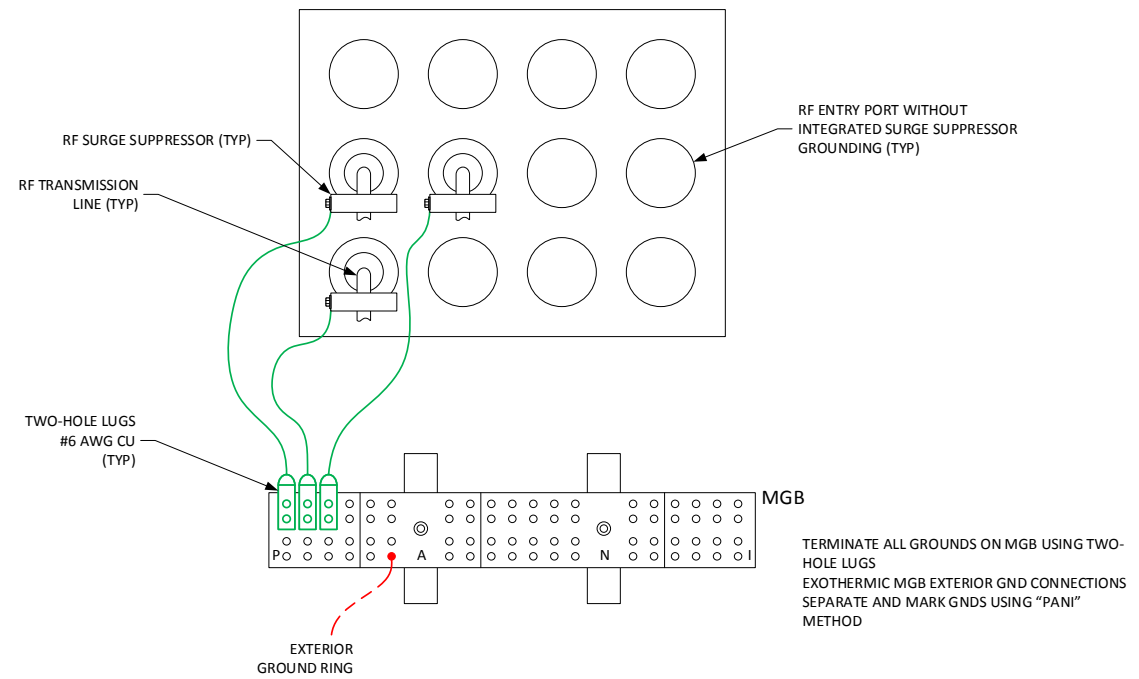 RF SURGE SUPPRESSOR (TYP)
RF TRANSMISSION
LINE (TYP)
RF ENTRY PORT WITHOUT
INTEGRATED SURGE SUPPRESSOR
GROUNDING (TYP)
TWO-HOLE LUGS
#6 AWG CU
(TYP)
MGB
P
A
N
I
TERMINATE ALL GROUNDS ON MGB USING TWO-
HOLE LUGS
EXOTHERMIC MGB EXTERIOR GND CONNECTIONS
SEPARATE AND MARK GNDS USING “PANI”
METHOD
EXTERIOR
GROUND RING